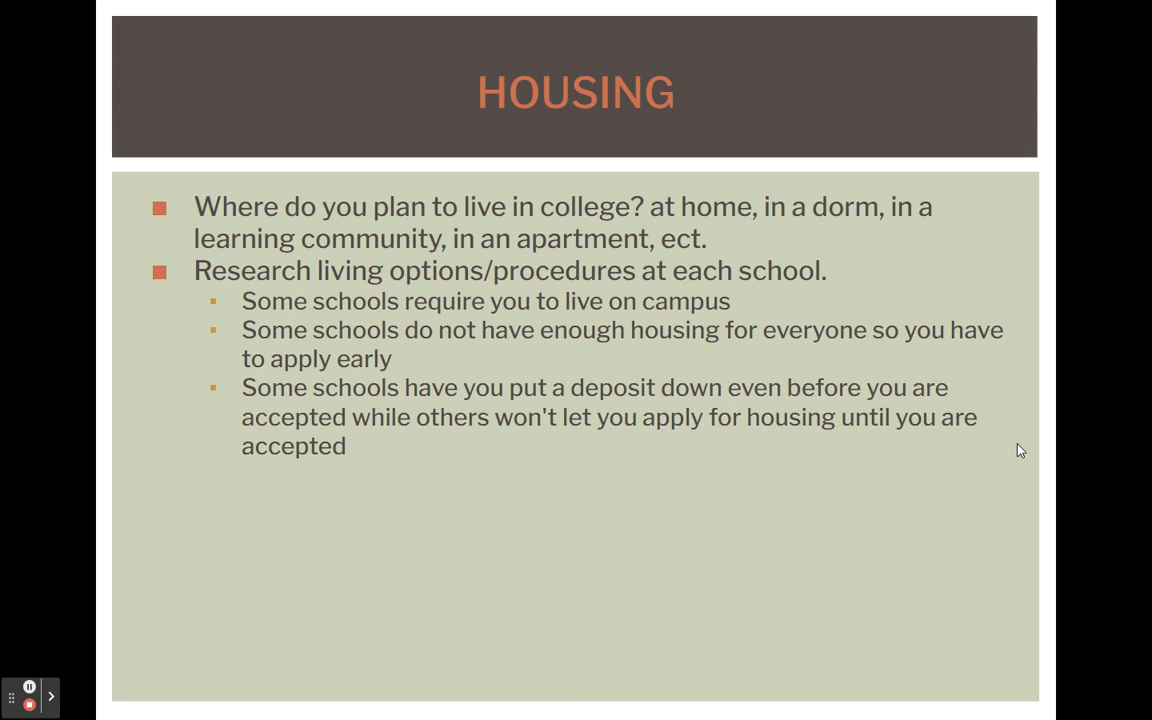 HOUSING
Where do you plan to live in college? at home, in a dorm, in a
learning community, in an apartment, ect.
Research living options/procedures at each school.
Some schools require you to live on campus
Some schools do not have enough housing for everyone so you have
to apply early
Some schools have you put a deposit down even before you are
accepted while others won't let you apply for housing until you are
accepted